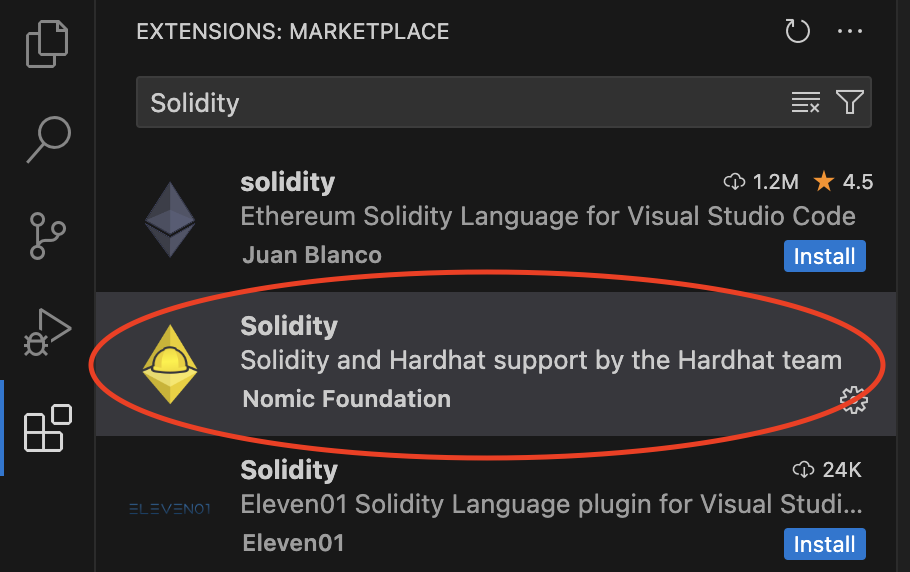 EXTENSIONS: MARKETPLACE
Solidity
solidity 1.2M 4.5
Ethereum Solidity Language for Visual Studio Code
Juan Blanco Install
Solidity
Solidity and Hardhat support by the Hardhat team
Nomic Foundation
Solidity 24K
ELEVEN01 Eleven01 Solidity Language plugin for Visual Studi...
Eleven01 Install